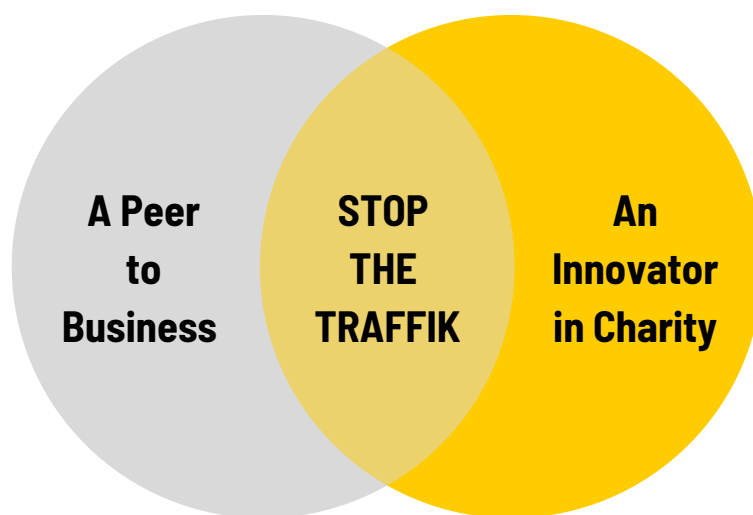 A Peer
to
Business
STOP
THE
TRAFFIK
An
Innovator
in Charity